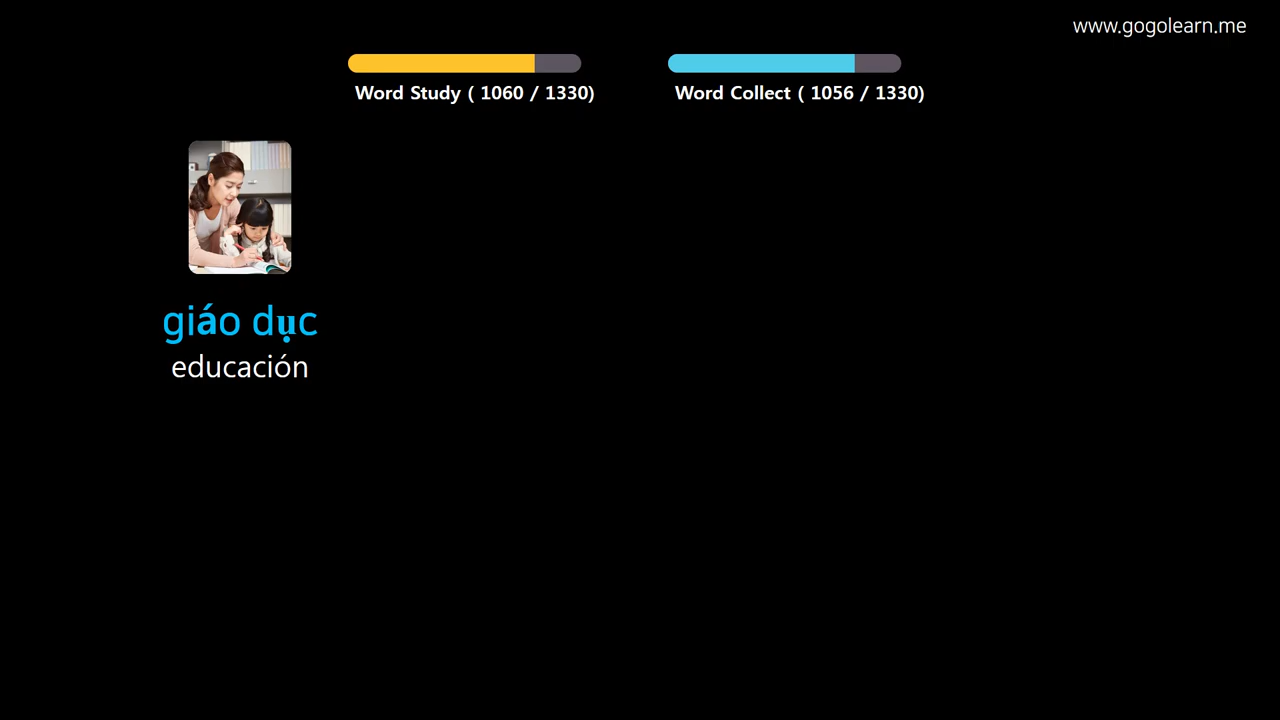 www.gogolearn.me
Word Study ( 1060 / 1330)
Word Collect ( 1056 / 1330)
giáo dục
educación